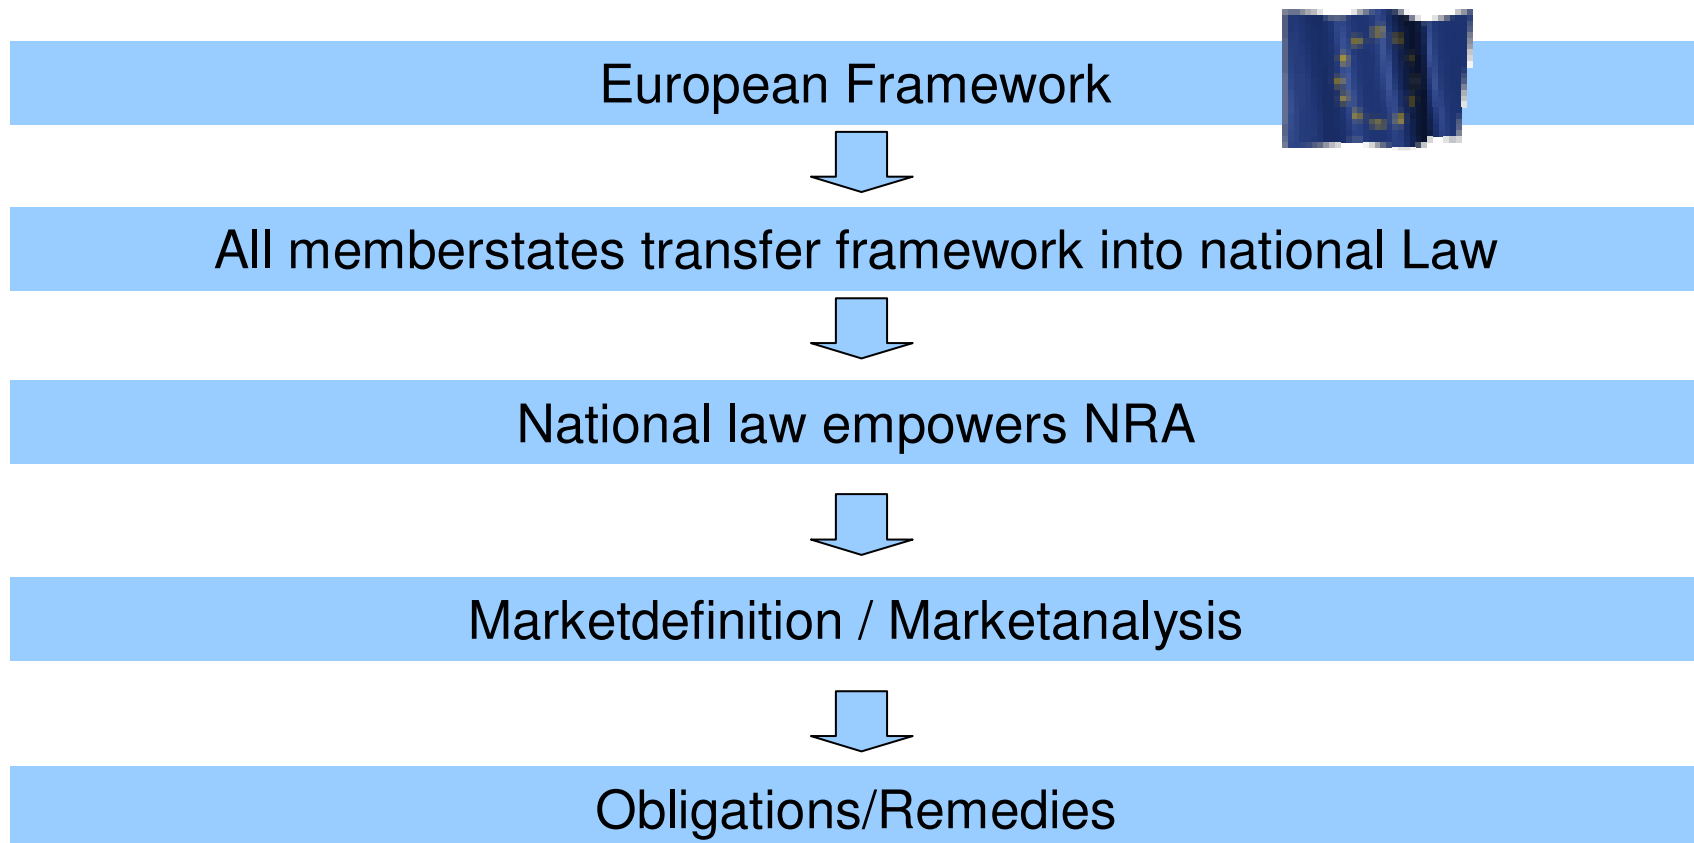 European Framework
All memberstates transfer framework into national Law
National law empowers NRA
Marketdefinition / Marketanalysis
Obligations/Remedies